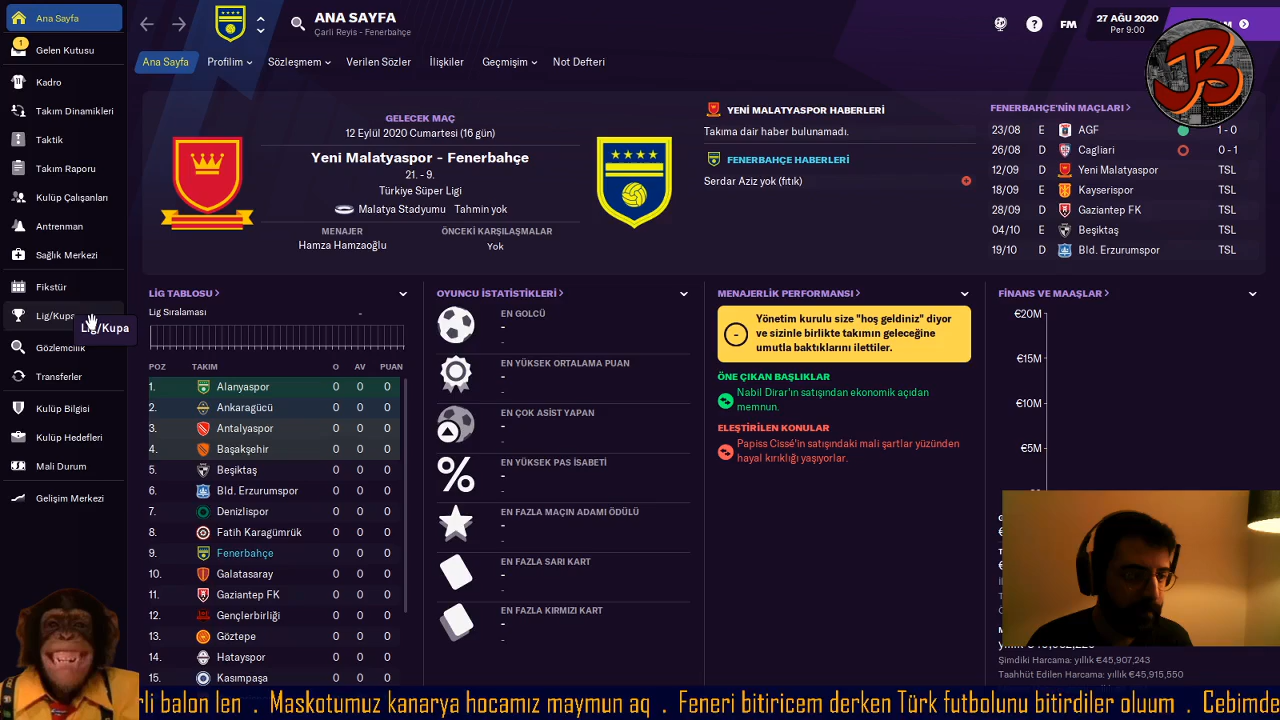 Ana Sayfa
1
Gelen Kutusu
Kadro
Takım Dinamikleri
Taktik
Takım Raporu
Kulüp Çalışanları
Antrenman
Sağlık Merkezi
Fikstür
Lig/Kupa
Lig/Kupa
Gözlemcilik
Transferler
Kulüp Bilgisi
Kulüp Hedefleri
Mali Durum
Gelişim Merkezi
ANA SAYFA
Çarli Reyis - Fenerbahçe
?
FM
27 AĞU 2020
Per 9:00
JB
Ana Sayfa
Profilim
Sözleşmem
Verilen Sözler
İlişkiler
Geçmişim
Not Defteri
GELECEK MAÇ
12 Eylül 2020 Cumartesi (16 gün)
Yeni Malatyaspor - Fenerbahçe
21. - 9.
Türkiye Süper Ligi
Malatya Stadyumu Tahmin yok
MENAJER
Hamza Hamzaoğlu
ÖNCEKİ KARŞILAŞMALAR
Yok
YENİ MALATYASPOR HABERLERİ
Takıma dair haber bulunamadı.
FENERBAHÇE HABERLERİ
Serdar Aziz yok (fıtık)
FENERBAHÇE'NİN MAÇLARI
23/08 E AGF 1 - 0
26/08 D Cagliari 0 - 1
12/09 D Yeni Malatyaspor TSL
18/09 E Kayserispor TSL
28/09 D Gaziantep FK TSL
04/10 E Beşiktaş TSL
19/10 D Bld. Erzurumspor TSL
LİG TABLOSU
Lig Sıralaması -
POZ TAKIM O AV PUAN
1. Alanyaspor 0 0 0
2. Ankaragücü 0 0 0
3. Antalyaspor 0 0 0
4. Başakşehir 0 0 0
5. Beşiktaş 0 0 0
6. Bld. Erzurumspor 0 0 0
7. Denizlispor 0 0 0
8. Fatih Karagümrük 0 0 0
9. Fenerbahçe 0 0 0
10. Galatasaray 0 0 0
11. Gaziantep FK 0 0 0
12. Gençlerbirliği 0 0 0
13. Göztepe 0 0 0
14. Hatayspor 0 0 0
15. Kasımpaşa 0 0 0
OYUNCU İSTATİSTİKLERİ
EN GOLCÜ
-
-
EN YÜKSEK ORTALAMA PUAN
-
-
EN ÇOK ASİST YAPAN
-
-
EN YÜKSEK PAS İSABETİ
-
-
EN FAZLA MAÇIN ADAMI ÖDÜLÜ
-
-
EN FAZLA SARI KART
-
-
EN FAZLA KIRMIZI KART
-
-
MENAJERLİK PERFORMANSI
Yönetim kurulu size "hoş geldiniz" diyor
ve sizinle birlikte takımın geleceğine
umutla baktıklarını ilettiler.
ÖNE ÇIKAN BAŞLIKLAR
Nabil Dirar'ın satışından ekonomik açıdan
memnun.
ELEŞTİRİLEN KONULAR
Papiss Cissé'in satışındaki mali şartlar yüzünden
hayal kırıklığı yaşıyorlar.
FİNANS VE MAAŞLAR
€20M
€15M
€10M
€5M
Şimdiki Harcama: yıllık €45,907,243
Taahhüt Edilen Harcama: yıllık €45,915,550
rli balon len . Maskotumuz kanarya hocamız maymun aq . Feneri bitiricem derken Türk futbolunu bitirdiler oluum . Cebimde